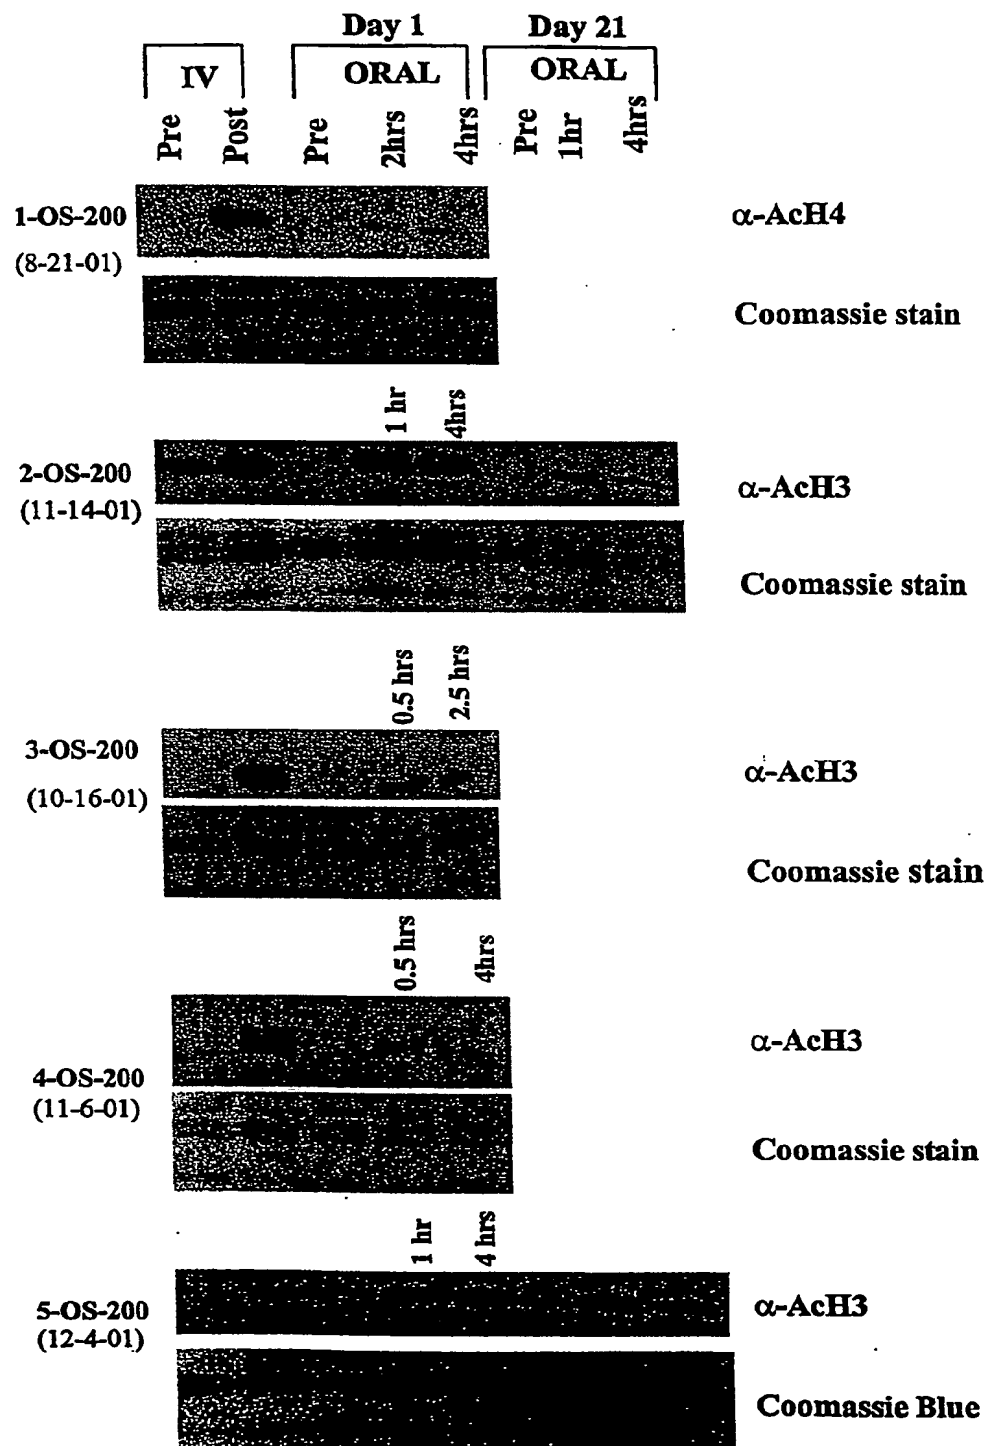 Day 1
Day 21
IV
ORAL
ORAL
Pre
Post
Pre
2hrs
4hrs
Pre
1hr
4hrs
1-OS-200
(8-21-01)
α-AcH4
Coomassie stain
1 hr
4hrs
2-OS-200
(11-14-01)
α-AcH3
Coomassie stain
0.5 hrs
2.5 hrs
3-OS-200
(10-16-01)
α-AcH3
Coomassie stain
0.5 hrs
4hrs
4-OS-200
(11-6-01)
α-AcH3
Coomassie stain
1 hr
4 hrs
5-OS-200
(12-4-01)
α-AcH3
Coomassie Blue